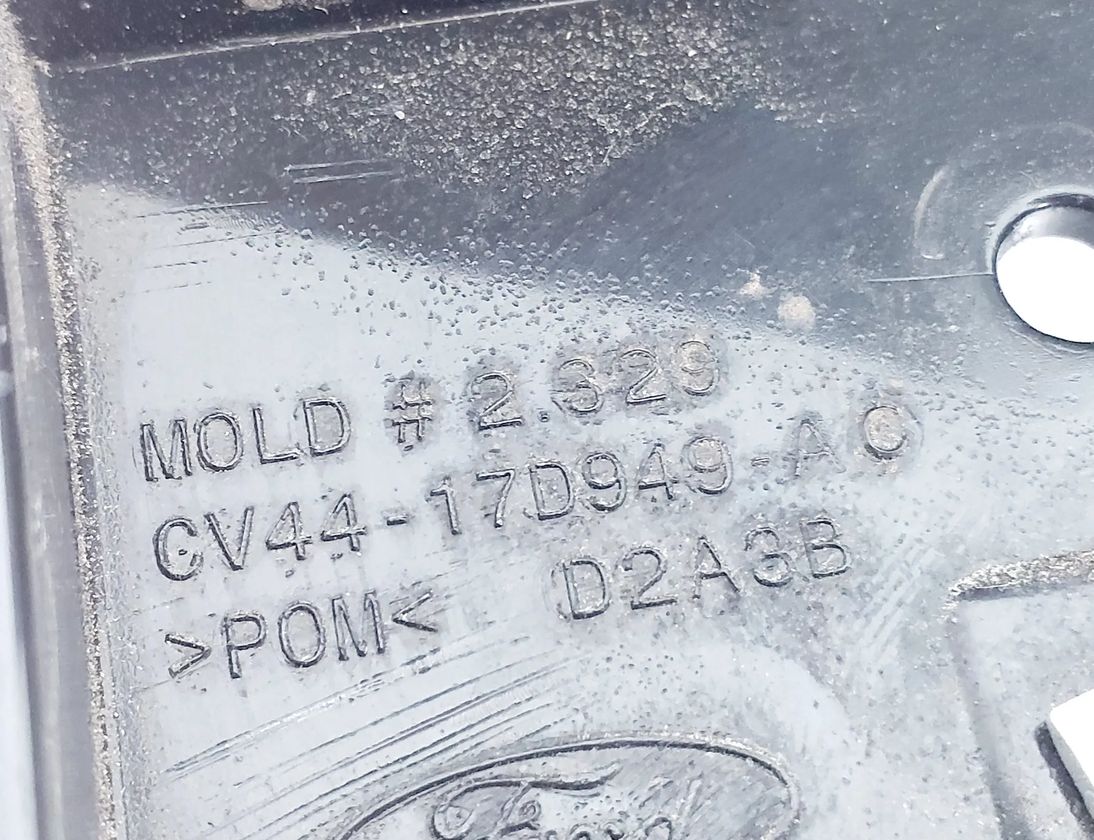 MOLD # 2.329
CV44-17D949-AC
>POM< D2A3B